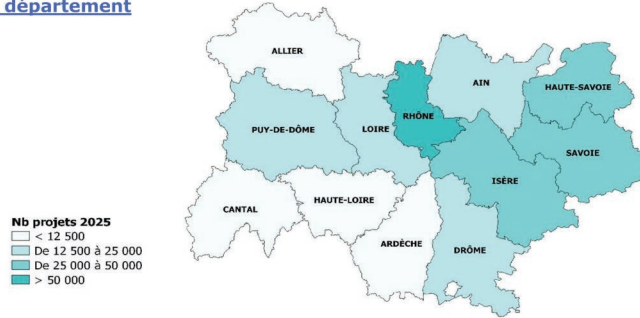 département
ALLIER
AIN
HAUTE-SAVOIE
RHÔNE
PUY-DE-DÔME
LOIRE
SAVOIE
ISÈRE
HAUTE-LOIRE
CANTAL
ARDÈCHE
DRÔME
Nb projets 2025
< 12 500
De 12 500 à 25 000
De 25 000 à 50 000
> 50 000